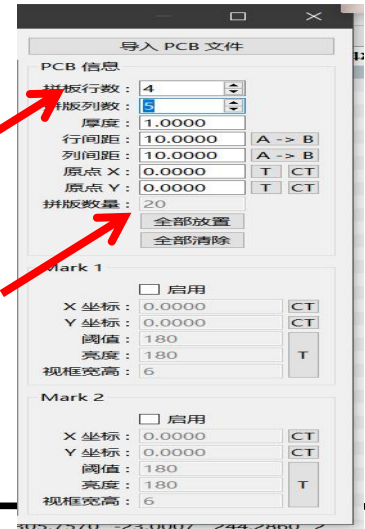 导入 PCB 文件
PCB 信息
拼板行数： 4
拼版列数： 5
厚度： 1.0000
行间距： 10.0000 A -> B
列间距： 10.0000 A -> B
原点 X： 0.0000 T CT
原点 Y： 0.0000 T CT
拼版数量： 20
全部放置
全部清除
Mark 1
启用
X 坐标： 0.0000 CT
Y 坐标： 0.0000 CT
阈值： 180
亮度： 180 T
视框宽高： 6
Mark 2
启用
X 坐标： 0.0000 CT
Y 坐标： 0.0000 CT
阈值： 180
亮度： 180 T
视框宽高： 6